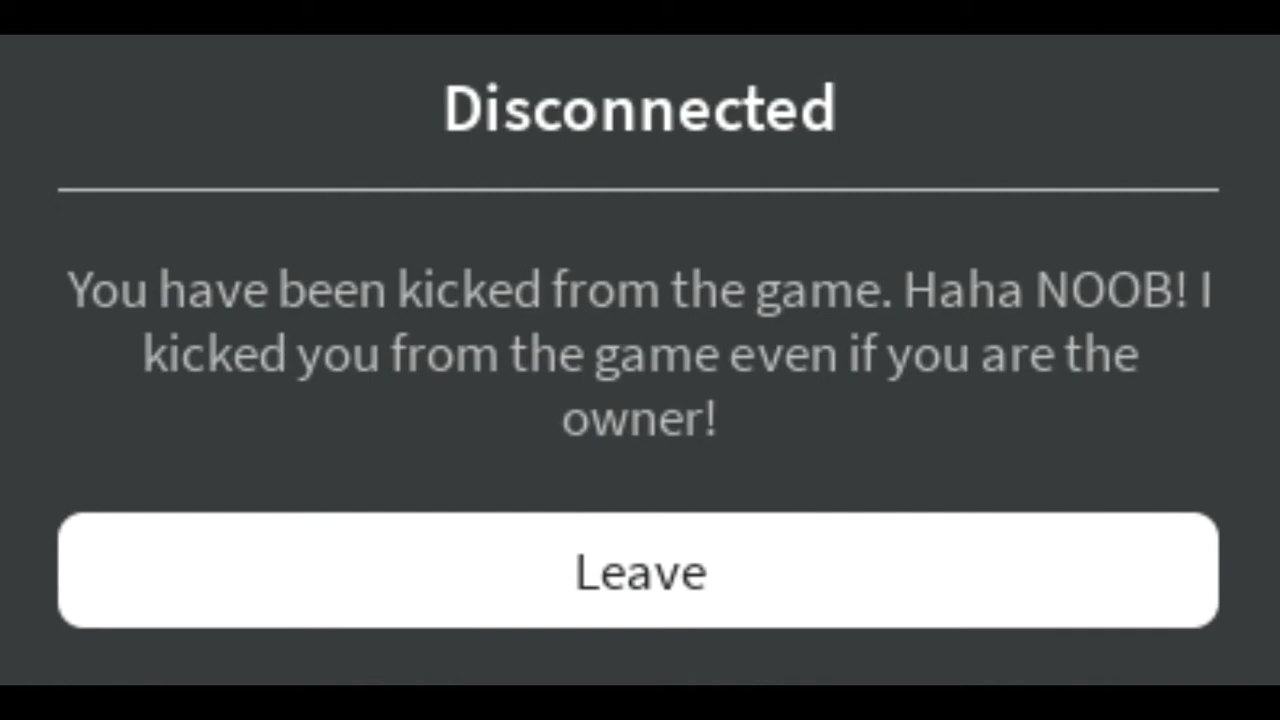 Disconnected
You have been kicked from the game. Haha NOOB! I
kicked you from the game even if you are the
owner!
Leave